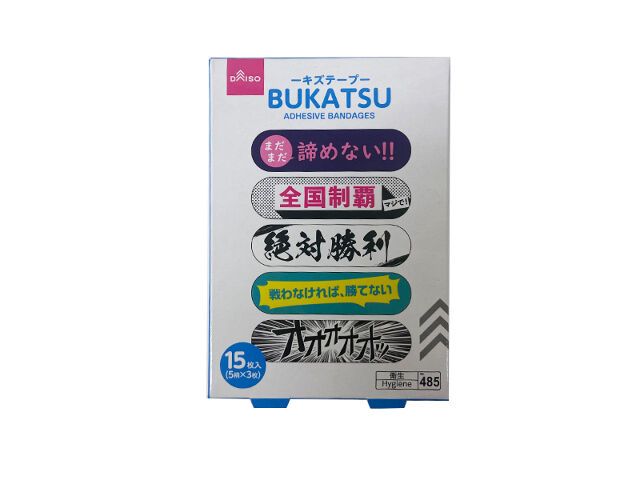 DAISO
ーキズテープー
BUKATSU
ADHESIVE BANDAGES
まだ
まだ
諦めない!!
全国制覇
マジで!
絶対勝利
戦わなければ、勝てない
オオオオオッ
15枚入
(5柄×3枚)
衛生
Hygiene
No.
485